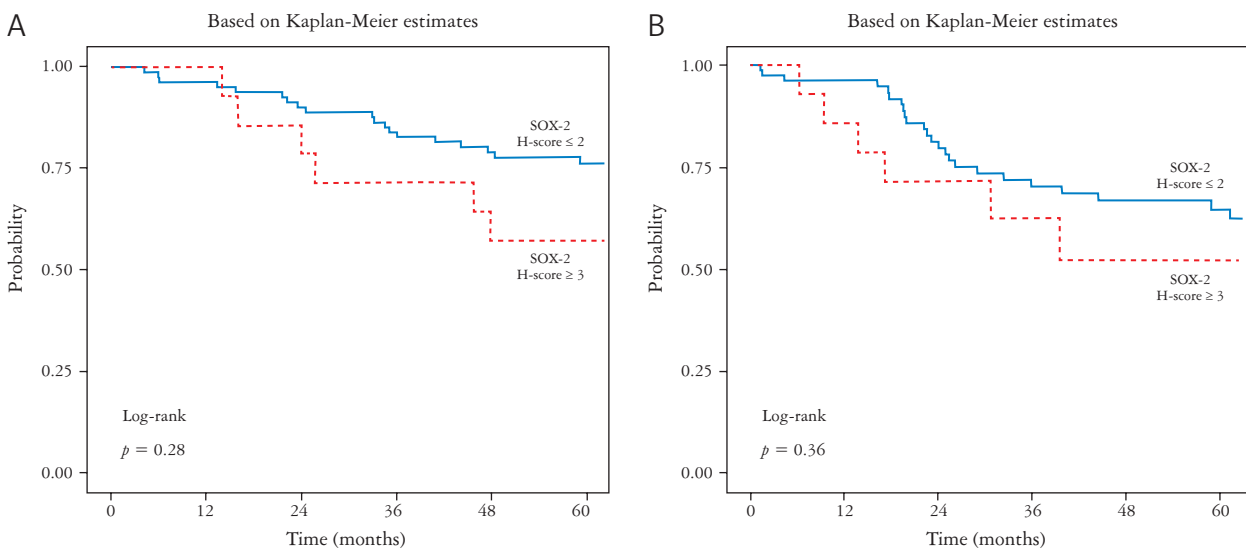 A
Based on Kaplan-Meier estimates
Probability
1.00
0.75
0.50
0.25
0.00
SOX-2
H-score ≤ 2
SOX-2
H-score ≥ 3
Log-rank
p = 0.28
0 12 24 36 48 60
Time (months)
B
Based on Kaplan-Meier estimates
Probability
1.00
0.75
0.50
0.25
0.00
SOX-2
H-score ≤ 2
SOX-2
H-score ≥ 3
Log-rank
p = 0.36
0 12 24 36 48 60
Time (months)